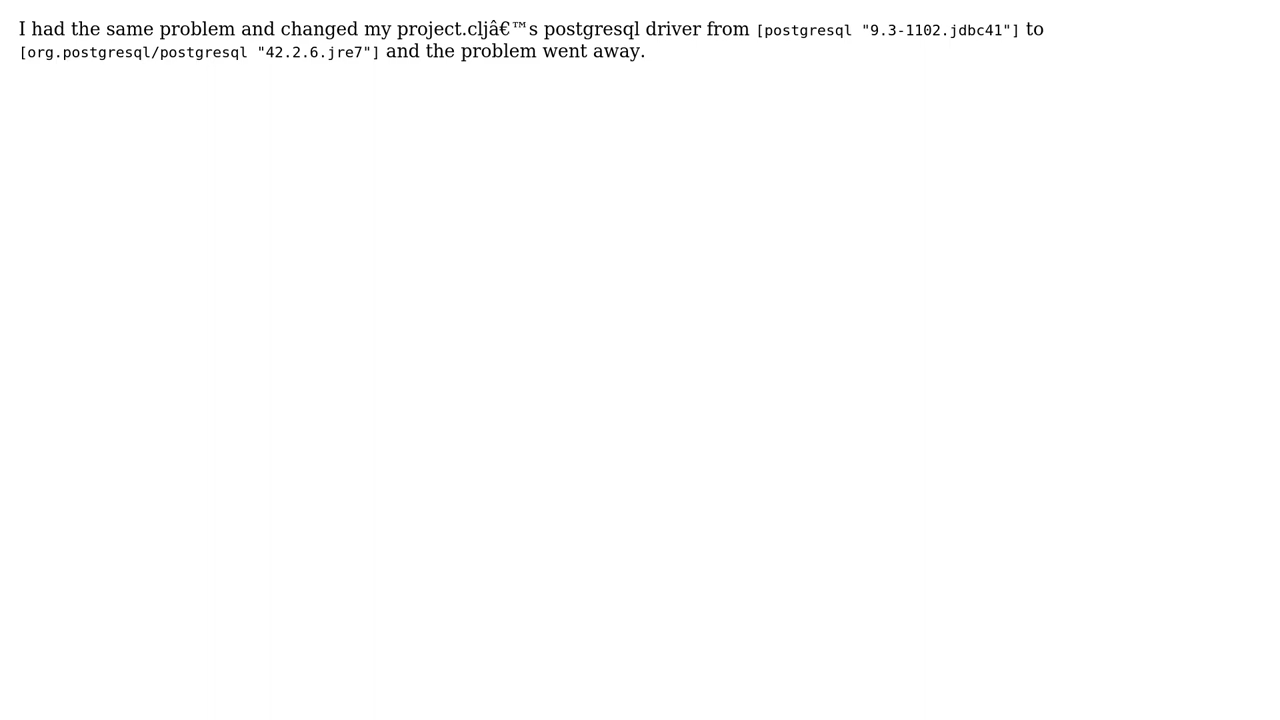 I had the same problem and changed my project.cljâ€™s postgresql driver from [postgresql "9.3-1102.jdbc41"] to
[org.postgresql/postgresql "42.2.6.jre7"] and the problem went away.